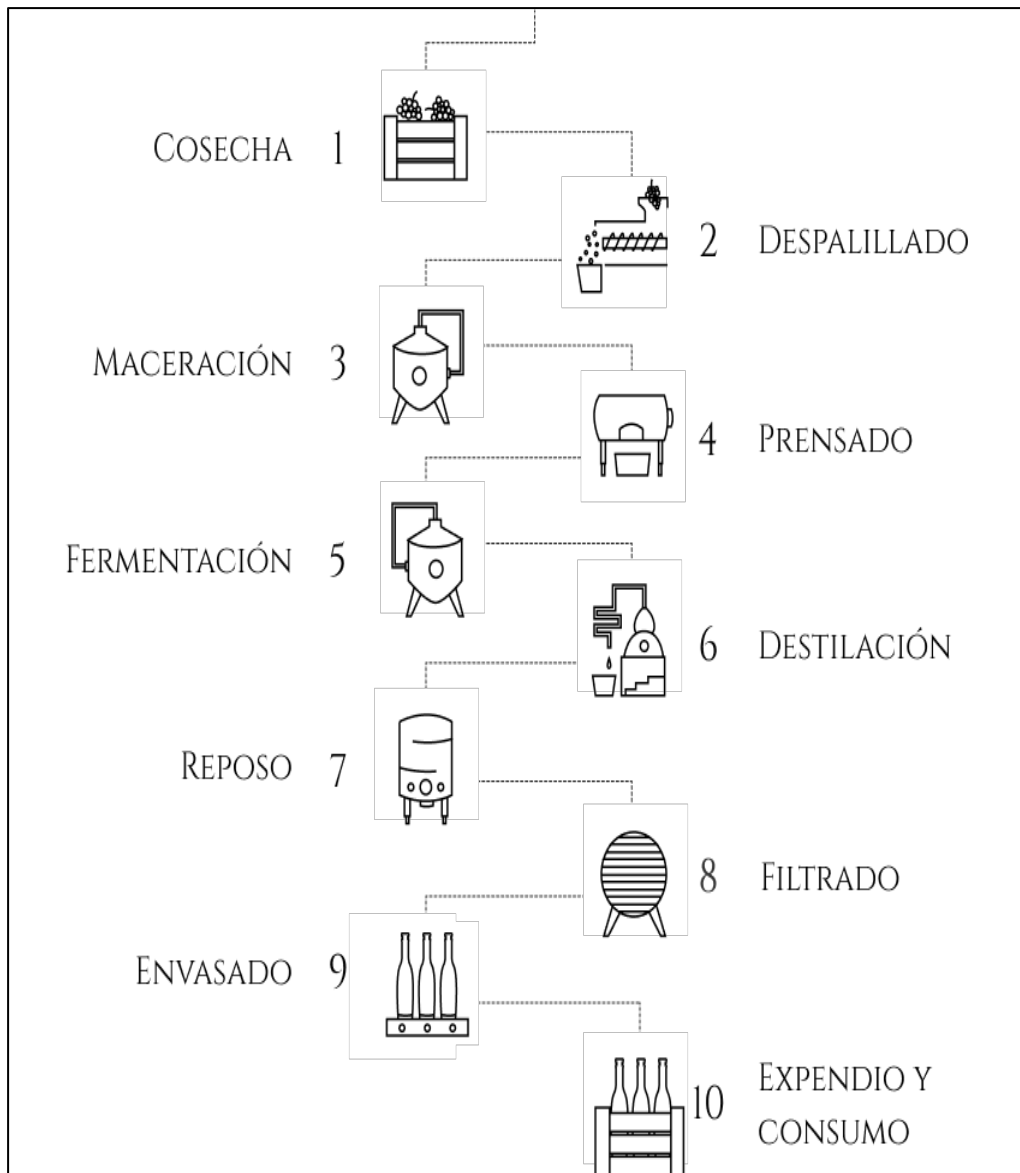 COSECHA 1
2 DESPALILLADO
MACERACIÓN 3
4 PRENSADO
FERMENTACIÓN 5
6 DESTILACIÓN
REPOSO 7
8 FILTRADO
ENVASADO 9
10 EXPENDIO Y
CONSUMO